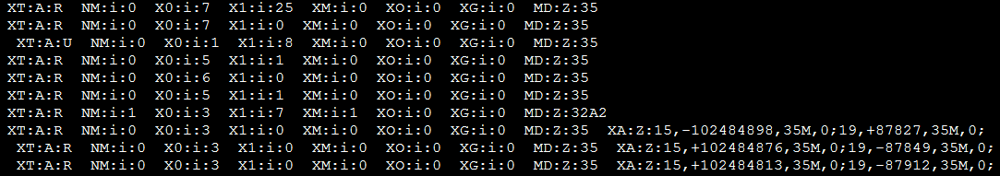 XT:A:R NM:i:0 X0:i:7 X1:i:25 XM:i:0 XO:i:0 XG:i:0 MD:Z:35
XT:A:R NM:i:0 X0:i:7 X1:i:0 XM:i:0 XO:i:0 XG:i:0 MD:Z:35
XT:A:U NM:i:0 X0:i:1 X1:i:8 XM:i:0 XO:i:0 XG:i:0 MD:Z:35
XT:A:R NM:i:0 X0:i:5 X1:i:1 XM:i:0 XO:i:0 XG:i:0 MD:Z:35
XT:A:R NM:i:0 X0:i:6 X1:i:0 XM:i:0 XO:i:0 XG:i:0 MD:Z:35
XT:A:R NM:i:0 X0:i:5 X1:i:1 XM:i:0 XO:i:0 XG:i:0 MD:Z:35
XT:A:R NM:i:1 X0:i:3 X1:i:7 XM:i:1 XO:i:0 XG:i:0 MD:Z:32A2
XT:A:R NM:i:0 X0:i:3 X1:i:0 XM:i:0 XO:i:0 XG:i:0 MD:Z:35 XA:Z:15,-102484898,35M,0;19,+87827,35M,0;
XT:A:R NM:i:0 X0:i:3 X1:i:0 XM:i:0 XO:i:0 XG:i:0 MD:Z:35 XA:Z:15,+102484876,35M,0;19,-87849,35M,0;
XT:A:R NM:i:0 X0:i:3 X1:i:0 XM:i:0 XO:i:0 XG:i:0 MD:Z:35 XA:Z:15,+102484813,35M,0;19,-87912,35M,0;